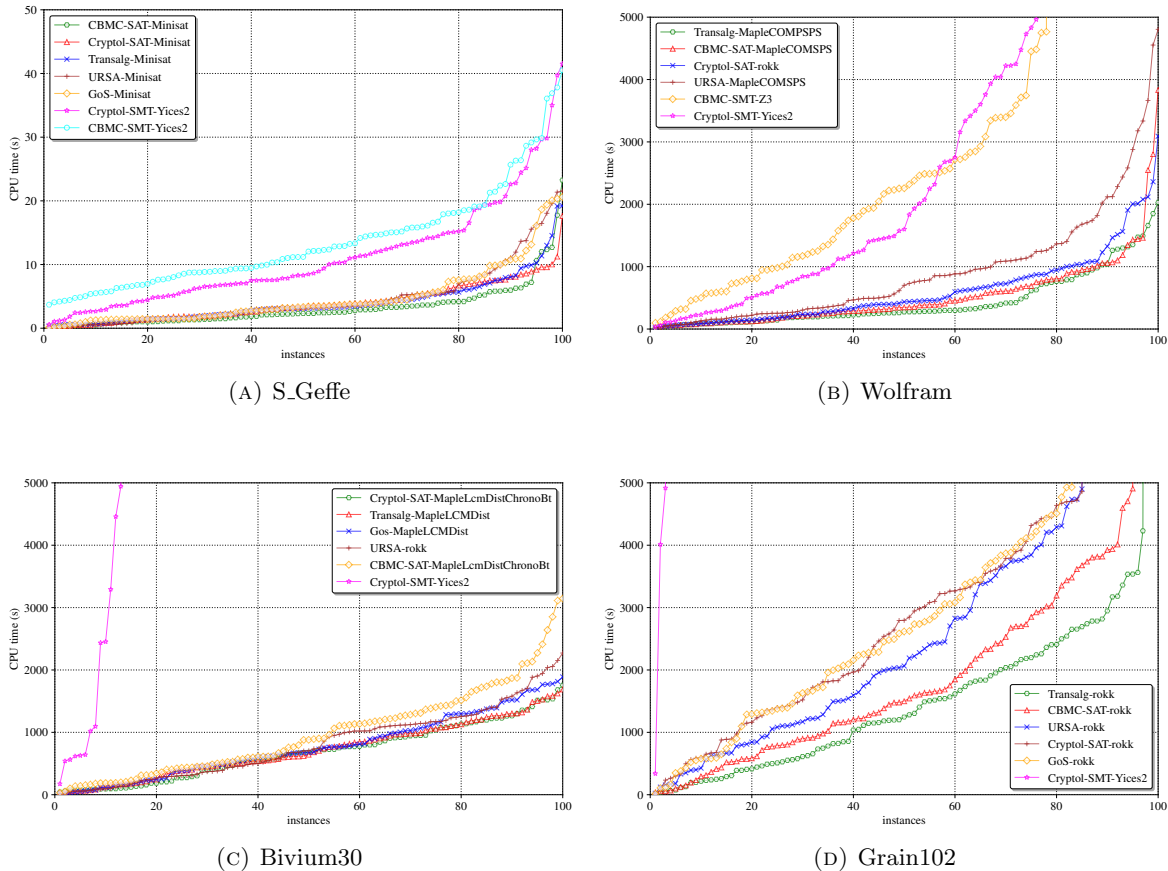 50
40
30
20
10
0
CPU time (s)
CBMC-SAT-Minisat
Cryptol-SAT-Minisat
Transalg-Minisat
URSA-Minisat
GoS-Minisat
Cryptol-SMT-Yices2
CBMC-SMT-Yices2
0 20 40 60 80 100
instances
(A) S_Geffe
5000
4000
3000
2000
1000
0
CPU time (s)
Transalg-MapleCOMPSPS
CBMC-SAT-MapleCOMSPS
Cryptol-SAT-rokk
URSA-MapleCOMSPS
CBMC-SMT-Z3
Cryptol-SMT-Yices2
0 20 40 60 80 100
instances
(B) Wolfram
5000
4000
3000
2000
1000
0
CPU time (s)
Cryptol-SAT-MapleLcmDistChronoBt
Transalg-MapleLCMDist
Gos-MapleLCMDist
URSA-rokk
CBMC-SAT-MapleLcmDistChronoBt
Cryptol-SMT-Yices2
0 20 40 60 80 100
instances
(C) Bivium30
5000
4000
3000
2000
1000
0
CPU time (s)
Transalg-rokk
CBMC-SAT-rokk
URSA-rokk
Cryptol-SAT-rokk
GoS-rokk
Cryptol-SMT-Yices2
0 20 40 60 80 100
instances
(D) Grain102